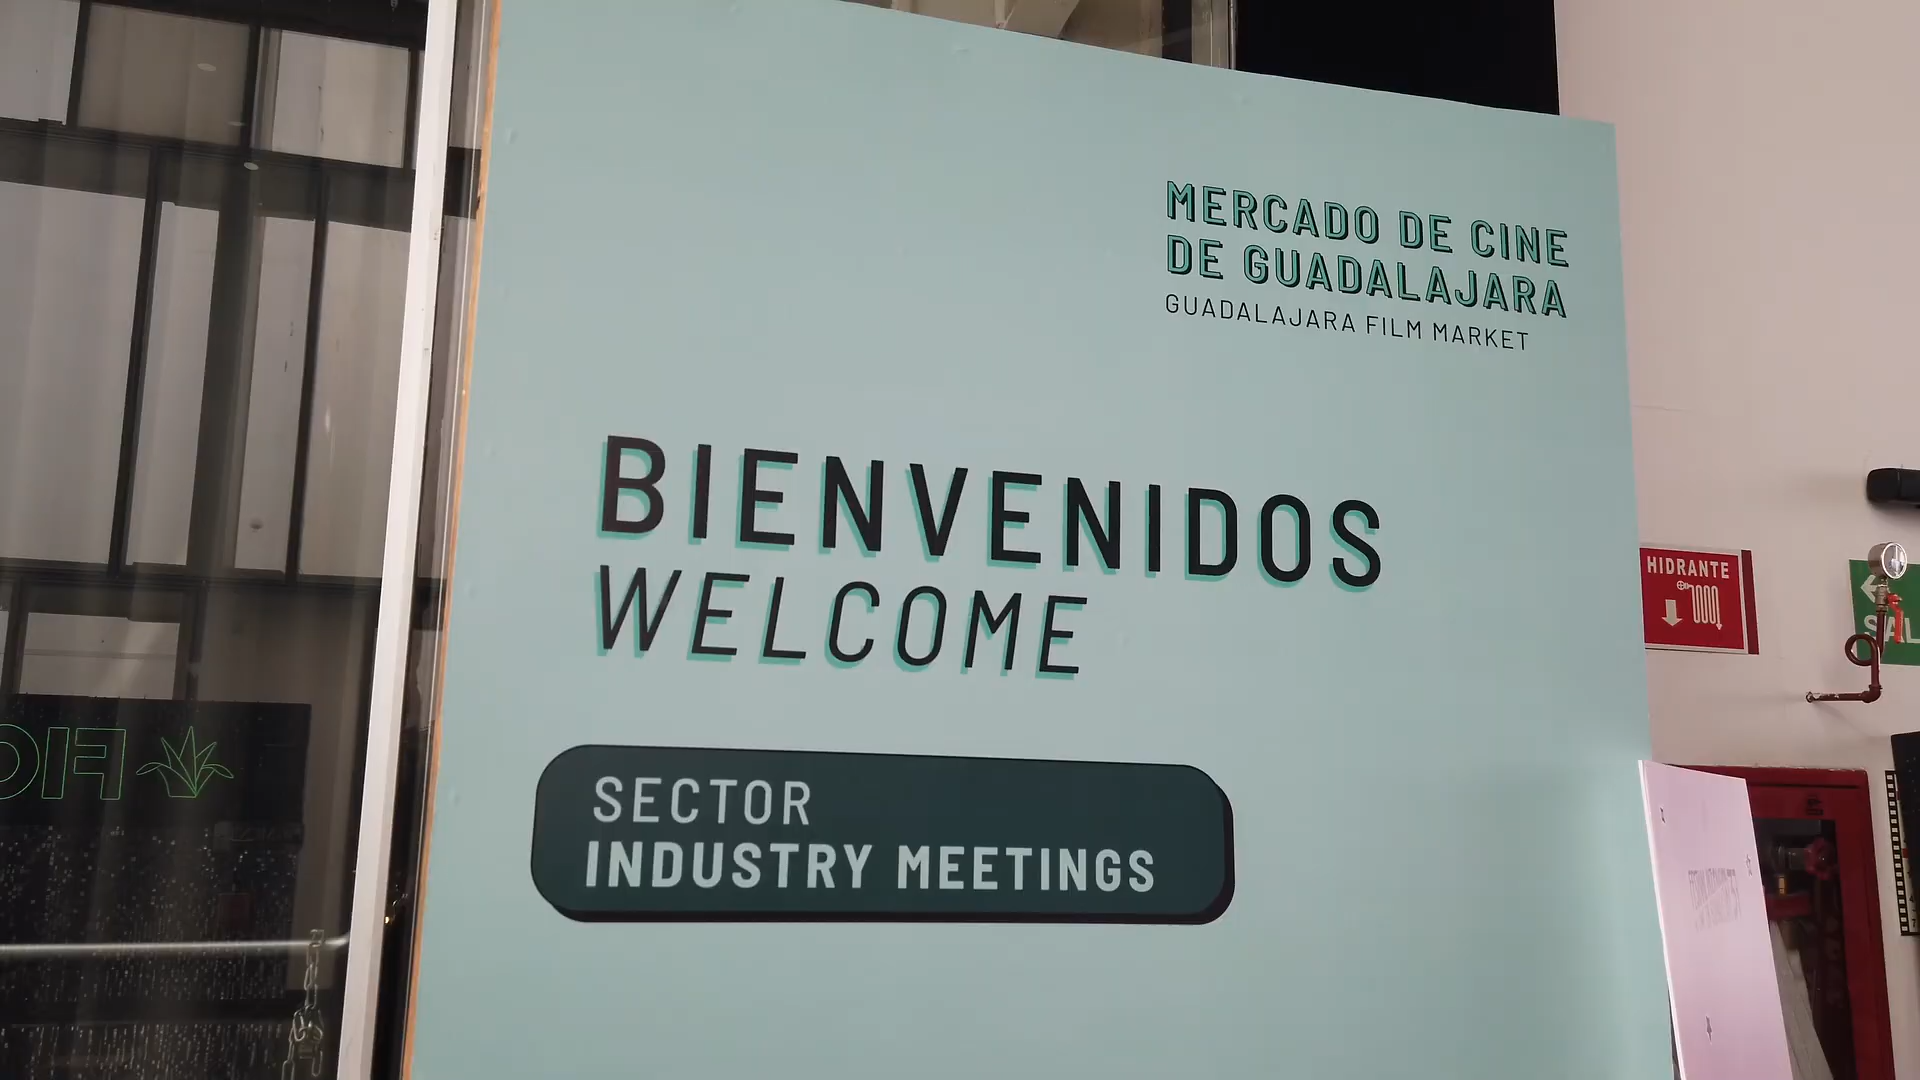 MERCADO DE CINE
DE GUADALAJARA
GUADALAJARA FILM MARKET
BIENVENIDOS
WELCOME
SECTOR
INDUSTRY MEETINGS
HIDRANTE